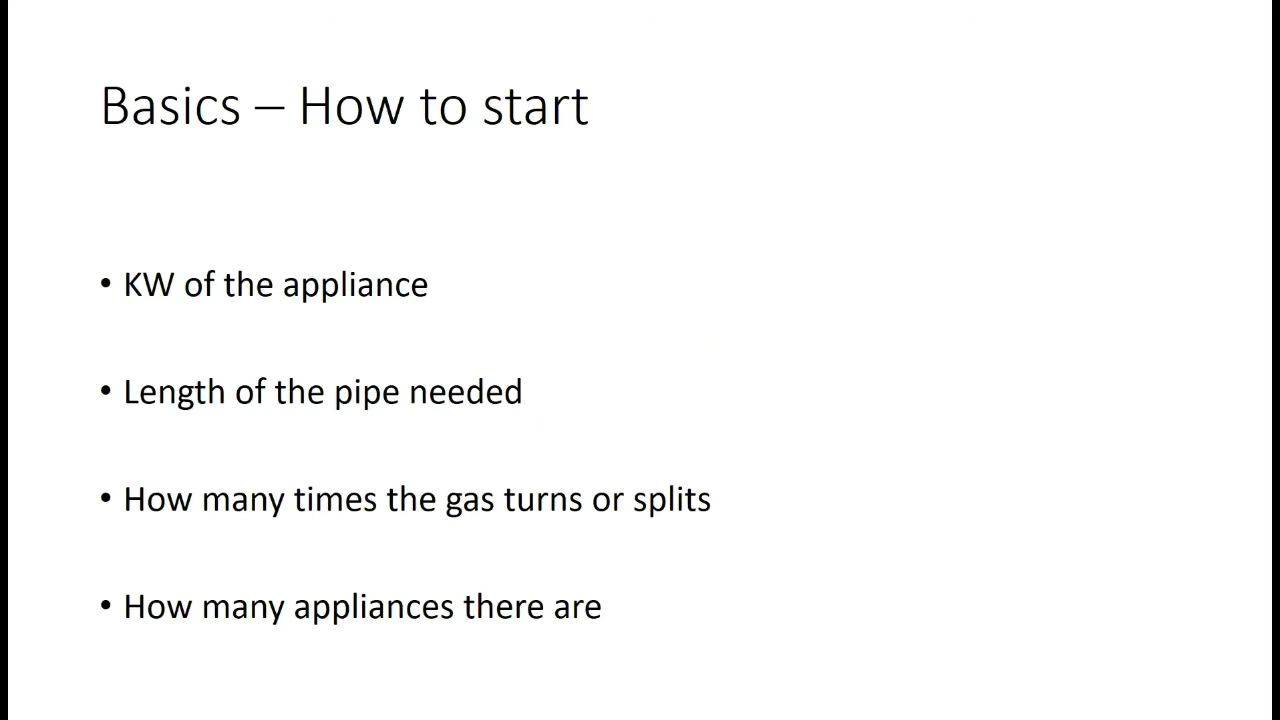 Basics – How to start
• KW of the appliance
• Length of the pipe needed
• How many times the gas turns or splits
• How many appliances there are